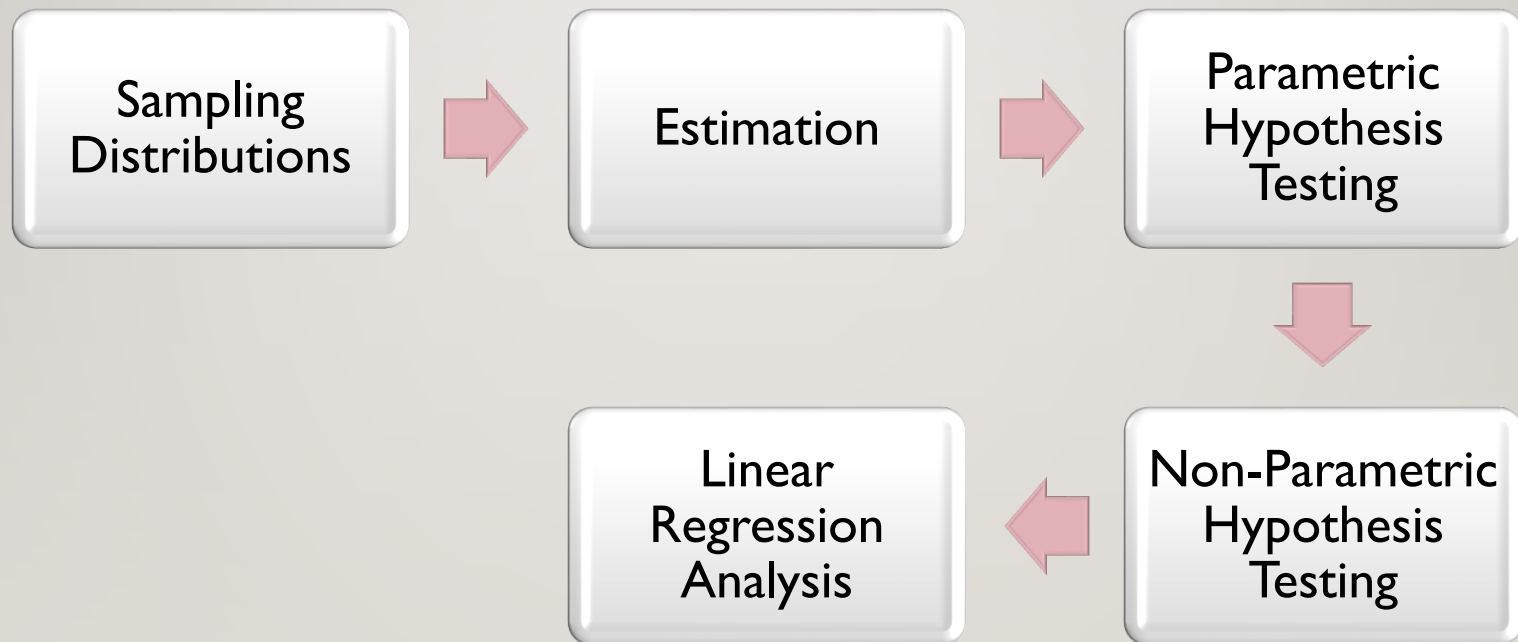 Sampling
Distributions
Estimation
Parametric
Hypothesis
Testing
Non-Parametric
Hypothesis
Testing
Linear
Regression
Analysis